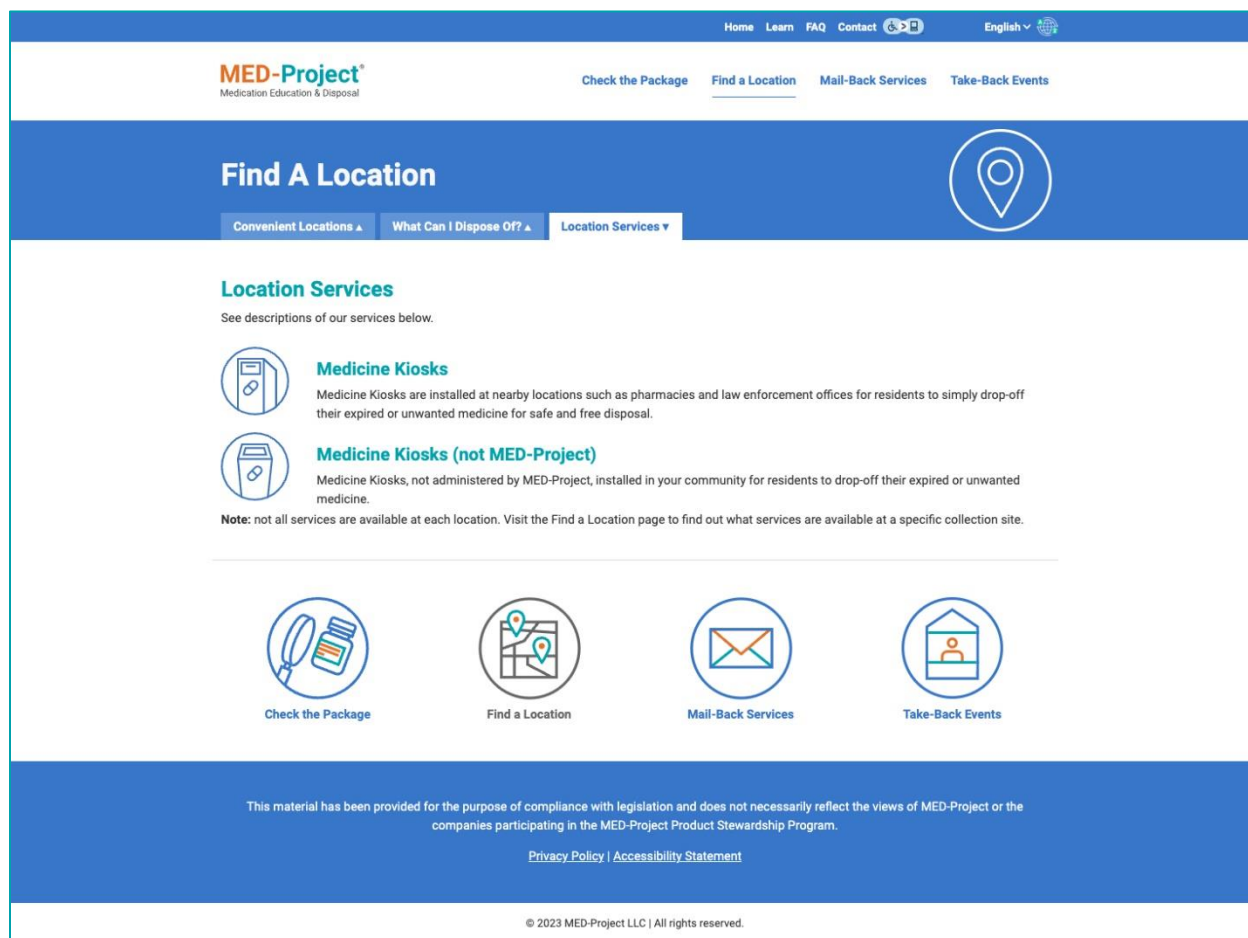 Home Learn FAQ Contact English
MED-Project®
Medication Education & Disposal
Check the Package Find a Location Mail-Back Services Take-Back Events
Find A Location
Convenient Locations ▴ What Can I Dispose Of? ▴ Location Services ▾
Location Services
See descriptions of our services below.
Medicine Kiosks
Medicine Kiosks are installed at nearby locations such as pharmacies and law enforcement offices for residents to simply drop-off
their expired or unwanted medicine for safe and free disposal.
Medicine Kiosks (not MED-Project)
Medicine Kiosks, not administered by MED-Project, installed in your community for residents to drop-off their expired or unwanted
medicine.
Note: not all services are available at each location. Visit the Find a Location page to find out what services are available at a specific collection site.
Check the Package Find a Location Mail-Back Services Take-Back Events
This material has been provided for the purpose of compliance with legislation and does not necessarily reflect the views of MED-Project or the
companies participating in the MED-Project Product Stewardship Program.
Privacy Policy | Accessibility Statement
© 2023 MED-Project LLC | All rights reserved.